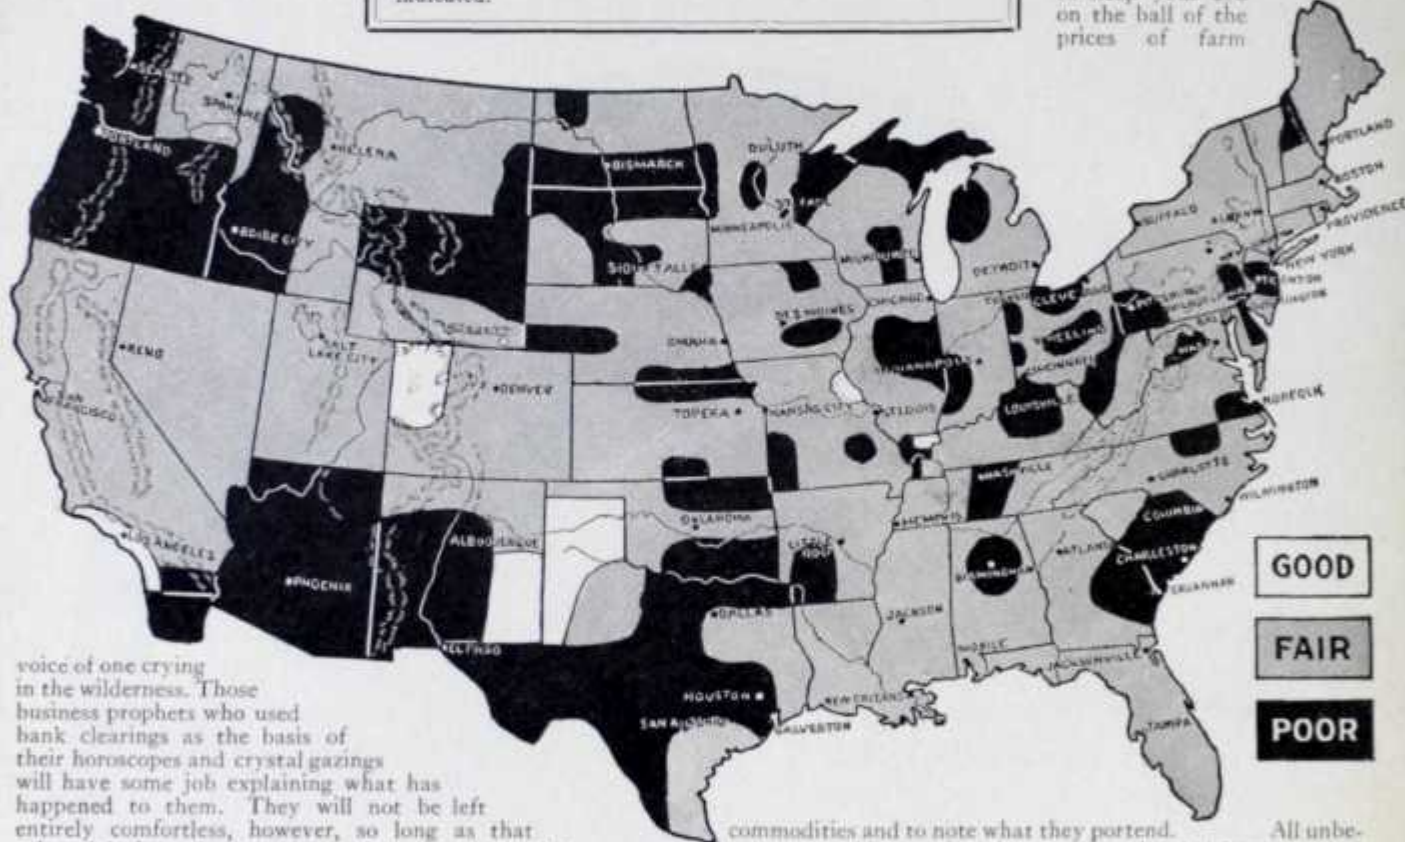 indicated.
on the ball of the
prices of farm
SEATTLE
SPOKANE
PORTLAND
HELENA
BISMARCK
DULUTH
ST. PAUL
MINNEAPOLIS
BOISE CITY
SIOUX FALLS
MILWAUKEE
DETROIT
BUFFALO
ALBANY
PORTLAND
BOSTON
PROVIDENCE
NEW YORK
CHICAGO
CLEVELAND
PITTSBURGH
DES MOINES
OMAHA
WHEELING
RENO
SALT
LAKE CITY
DENVER
INDIANAPOLIS
CINCINNATI
SAN
FRANCISCO
TOPEKA
KANSAS CITY
ST. LOUIS
LOUISVILLE
NORFOLK
NASHVILLE
CHARLOTTE
WILMINGTON
OKLAHOMA
MEMPHIS
COLUMBIA
LOS ANGELES
ALBUQUERQUE
LITTLE
ROCK
ATLANTA
CHARLESTON
PHOENIX
BIRMINGHAM
SAVANNAH
DALLAS
JACKSON
EL PASO
MOBILE
JACKSONVILLE
HOUSTON
NEW ORLEANS
SAN ANTONIO
GALVESTON
TAMPA
GOOD
FAIR
POOR
voice of one crying
in the wilderness. Those
business prophets who used
bank clearings as the basis of
their horoscopes and crystal gazings
will have some job explaining what has
happened to them. They will not be left
entirely comfortless, however, so long as that
commodities and to note what they portend.
All unbe-